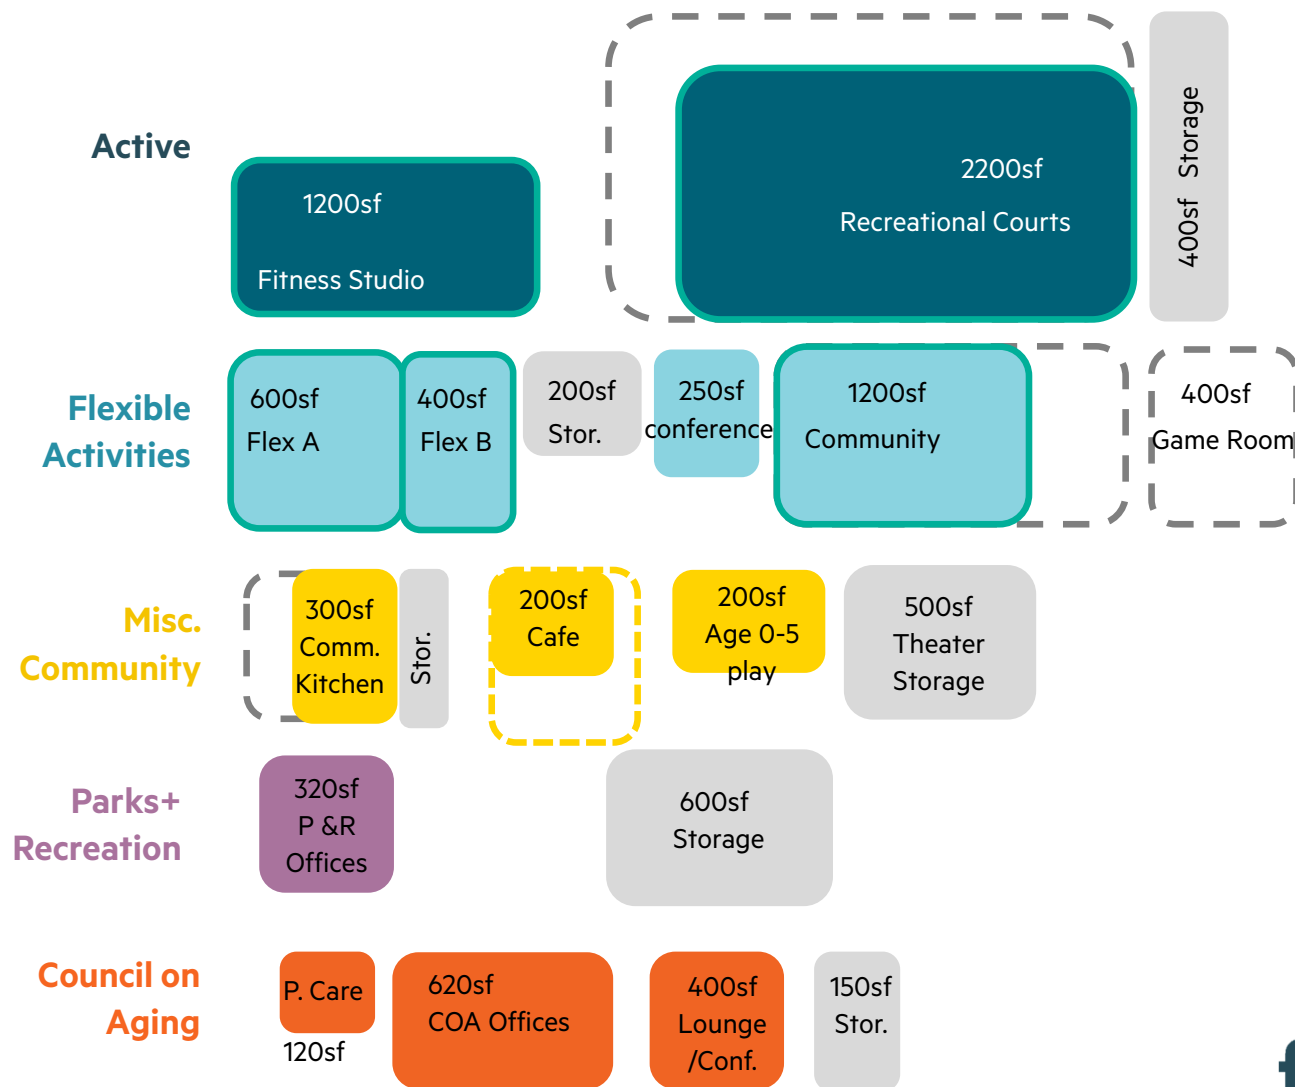 Active
1200sf
Fitness Studio
2200sf
Recreational Courts
400sf Storage
Flexible
Activities
600sf
Flex A
400sf
Flex B
200sf
Stor.
250sf
conference
1200sf
Community
400sf
Game Room
Misc.
Community
300sf
Comm.
Kitchen
Stor.
200sf
Cafe
200sf
Age 0-5
play
500sf
Theater
Storage
Parks+
Recreation
320sf
P &R
Offices
600sf
Storage
Council on
Aging
P. Care
120sf
620sf
COA Offices
400sf
Lounge
/Conf.
150sf
Stor.